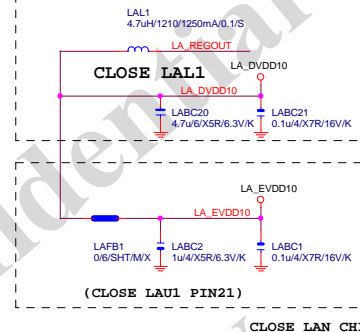 LAL1
4.7uH/1210/1250mA/0.1/S
LA_REGOUT
CLOSE LAL1
LA_DVDD10
LA_DVDD10
LABC20
4.7u/6/X5R/6.3V/K
LABC21
0.1u/4/X7R/16V/K
LA_EVDD10
LA_EVDD10
LAFB1
0/6/SHT/M/X
LABC2
1u/4/X5R/6.3V/K
LABC1
0.1u/4/X7R/16V/K
(CLOSE LAU1 PIN21)
CLOSE LAN